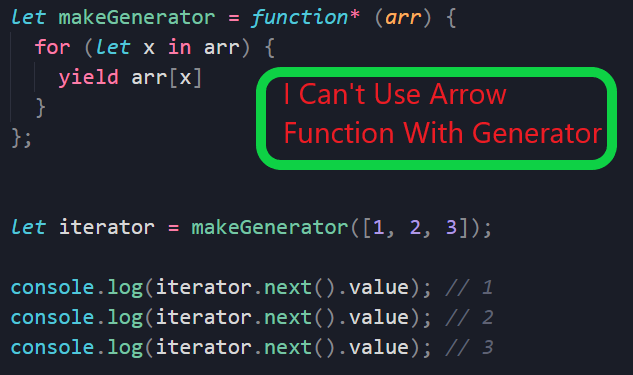 let makeGenerator = function* (arr) {
for (let x in arr) {
yield arr[x]
}
};
I Can't Use Arrow
Function With Generator
let iterator = makeGenerator([1, 2, 3]);
console.log(iterator.next().value); // 1
console.log(iterator.next().value); // 2
console.log(iterator.next().value); // 3